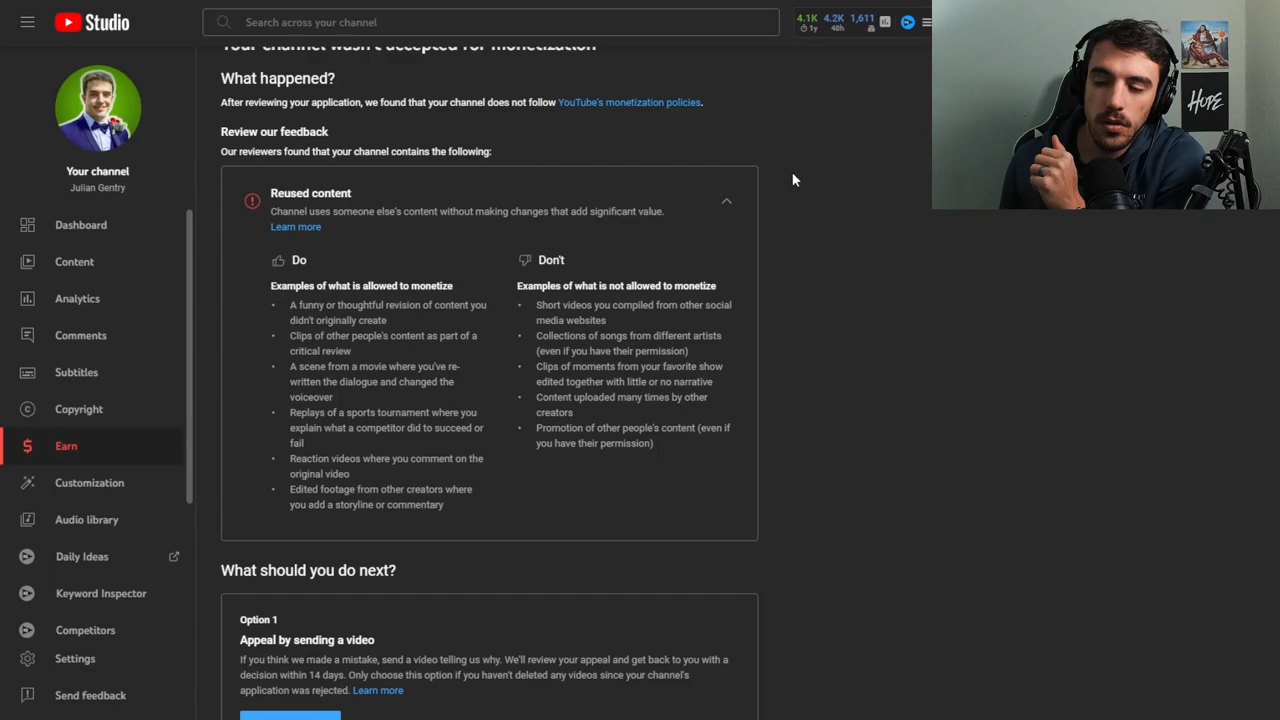 Studio
Search across your channel
4.1K 4.2K 1,611
1y 48h
HOPE
Your channel wasn't accepted for monetization
What happened?
After reviewing your application, we found that your channel does not follow YouTube's monetization policies.
Review our feedback
Our reviewers found that your channel contains the following:
Your channel
Julian Gentry
Dashboard
Content
Analytics
Comments
Subtitles
Copyright
Earn
Customization
Audio library
Daily Ideas
Keyword Inspector
Competitors
Settings
Send feedback
Reused content
Channel uses someone else's content without making changes that add significant value.
Learn more
Do
Examples of what is allowed to monetize
• A funny or thoughtful revision of content you
didn't originally create
• Clips of other people's content as part of a
critical review
• A scene from a movie where you've re-
written the dialogue and changed the
voiceover
• Replays of a sports tournament where you
explain what a competitor did to succeed or
fail
• Reaction videos where you comment on the
original video
• Edited footage from other creators where
you add a storyline or commentary
Don't
Examples of what is not allowed to monetize
• Short videos you compiled from other social
media websites
• Collections of songs from different artists
(even if you have their permission)
• Clips of moments from your favorite show
edited together with little or no narrative
• Content uploaded many times by other
creators
• Promotion of other people's content (even if
you have their permission)
What should you do next?
Option 1
Appeal by sending a video
If you think we made a mistake, send a video telling us why. We'll review your appeal and get back to you with a
decision within 14 days. Only choose this option if you haven't deleted any videos since your channel's
application was rejected. Learn more